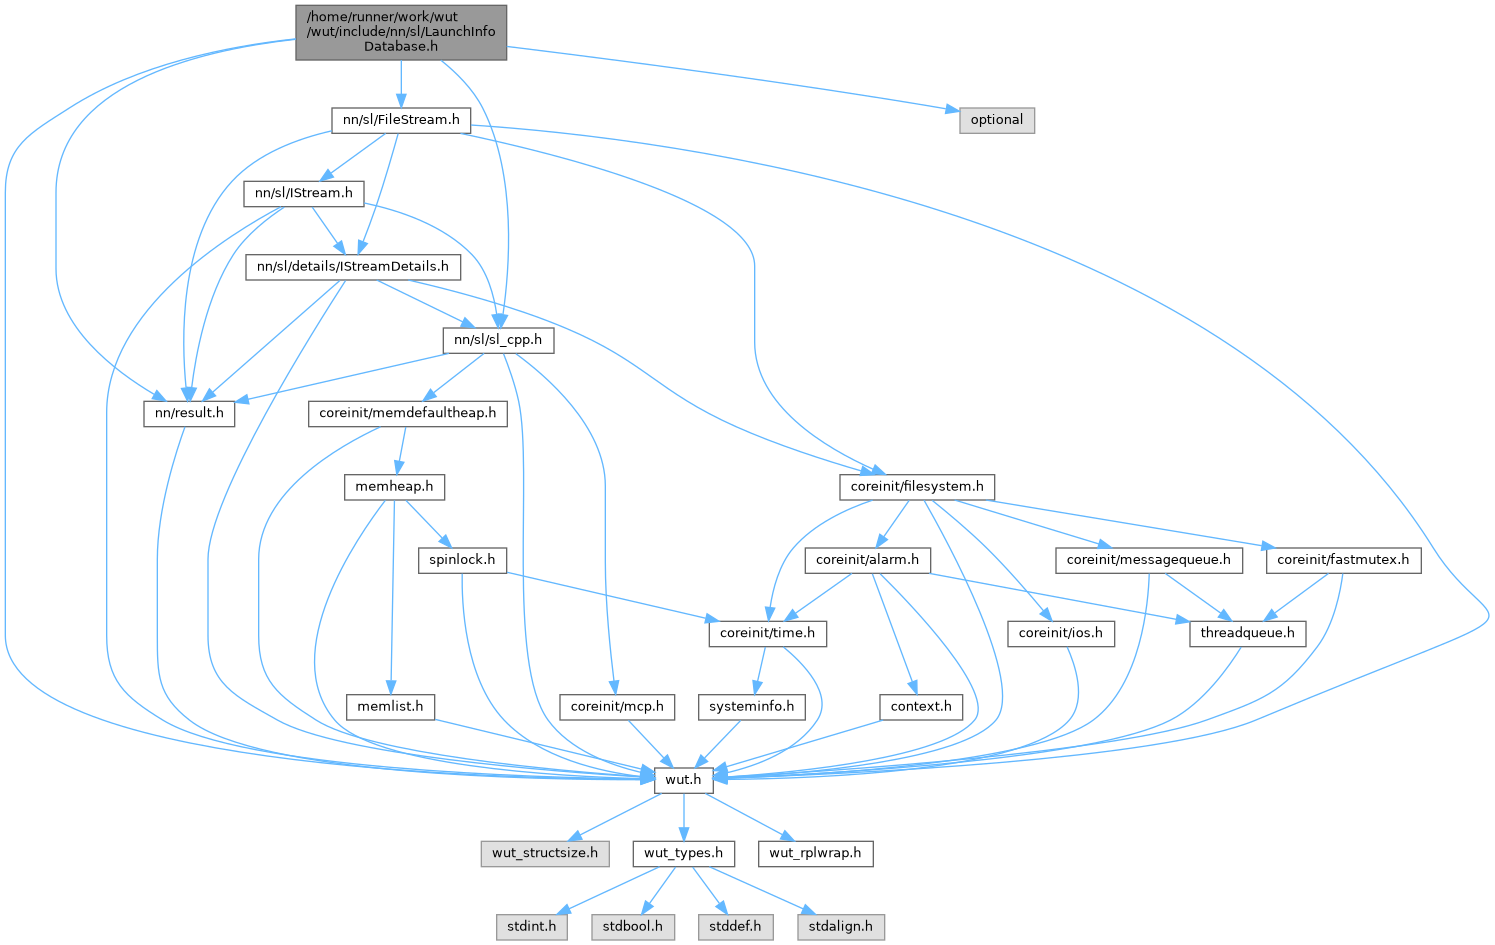 /home/runner/work/wut
/wut/include/nn/sl/LaunchInfo
Database.h
nn/sl/FileStream.h
optional
nn/sl/IStream.h
nn/sl/details/IStreamDetails.h
nn/sl/sl_cpp.h
nn/result.h
coreinit/memdefaultheap.h
memheap.h
coreinit/filesystem.h
spinlock.h
coreinit/alarm.h
coreinit/messagequeue.h
coreinit/fastmutex.h
coreinit/time.h
coreinit/ios.h
threadqueue.h
memlist.h
coreinit/mcp.h
systeminfo.h
context.h
wut.h
wut_structsize.h
wut_types.h
wut_rplwrap.h
stdint.h
stdbool.h
stddef.h
stdalign.h